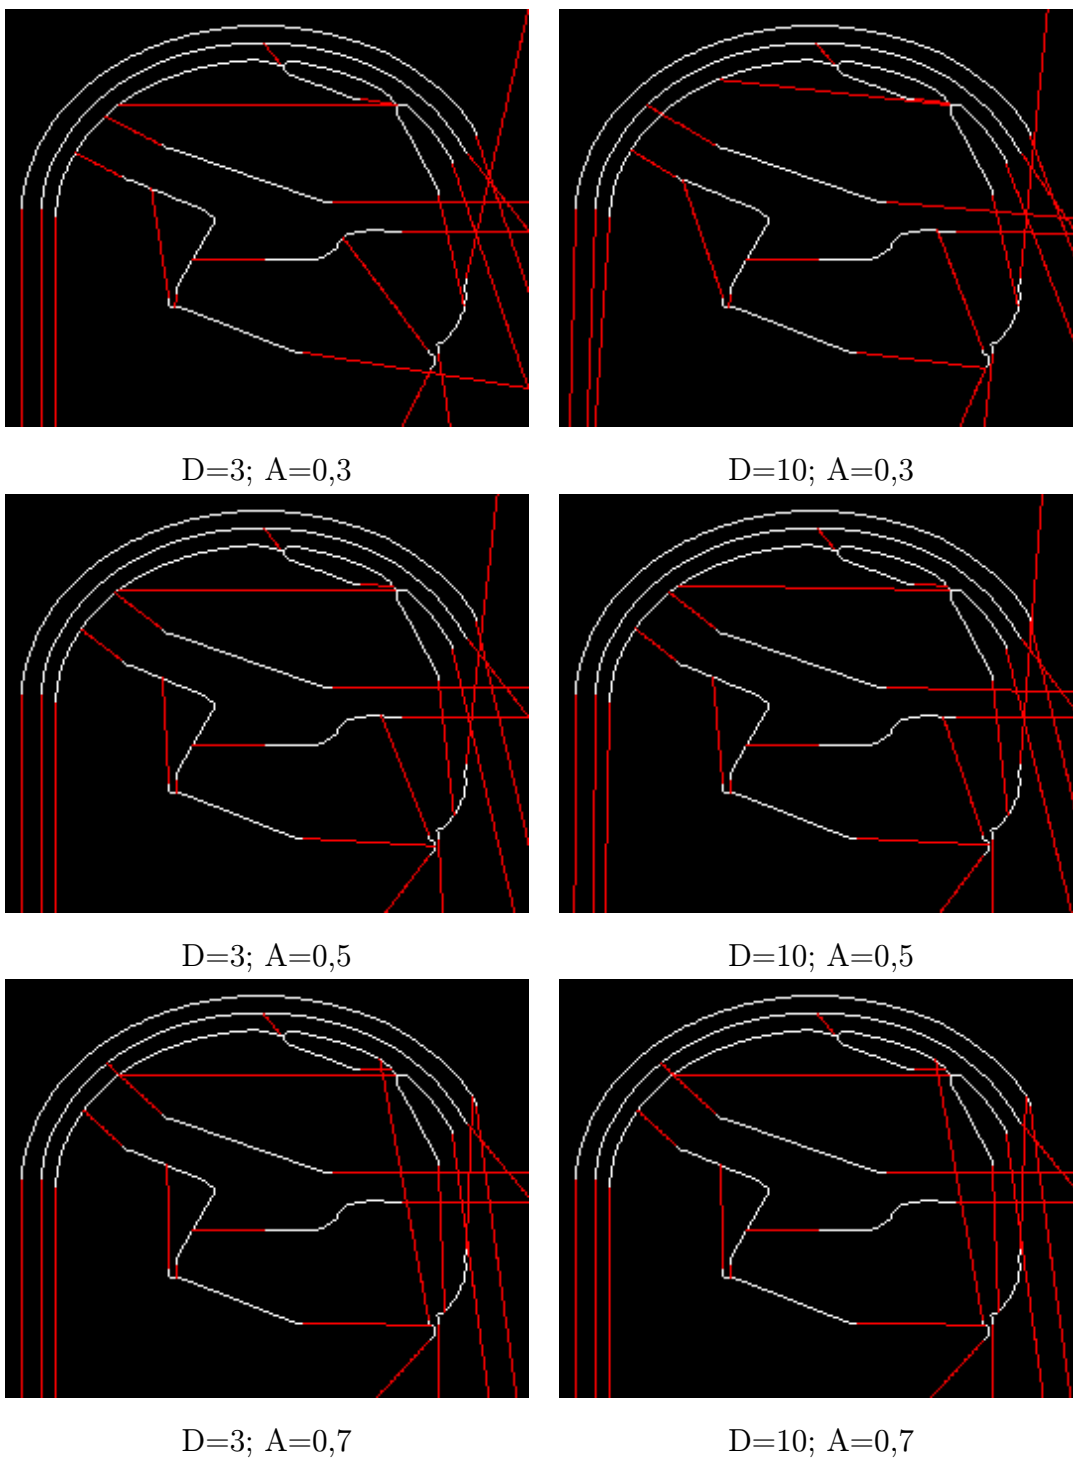 D=3; A=0,3
D=10; A=0,3
D=3; A=0,5
D=10; A=0,5
D=3; A=0,7
D=10; A=0,7